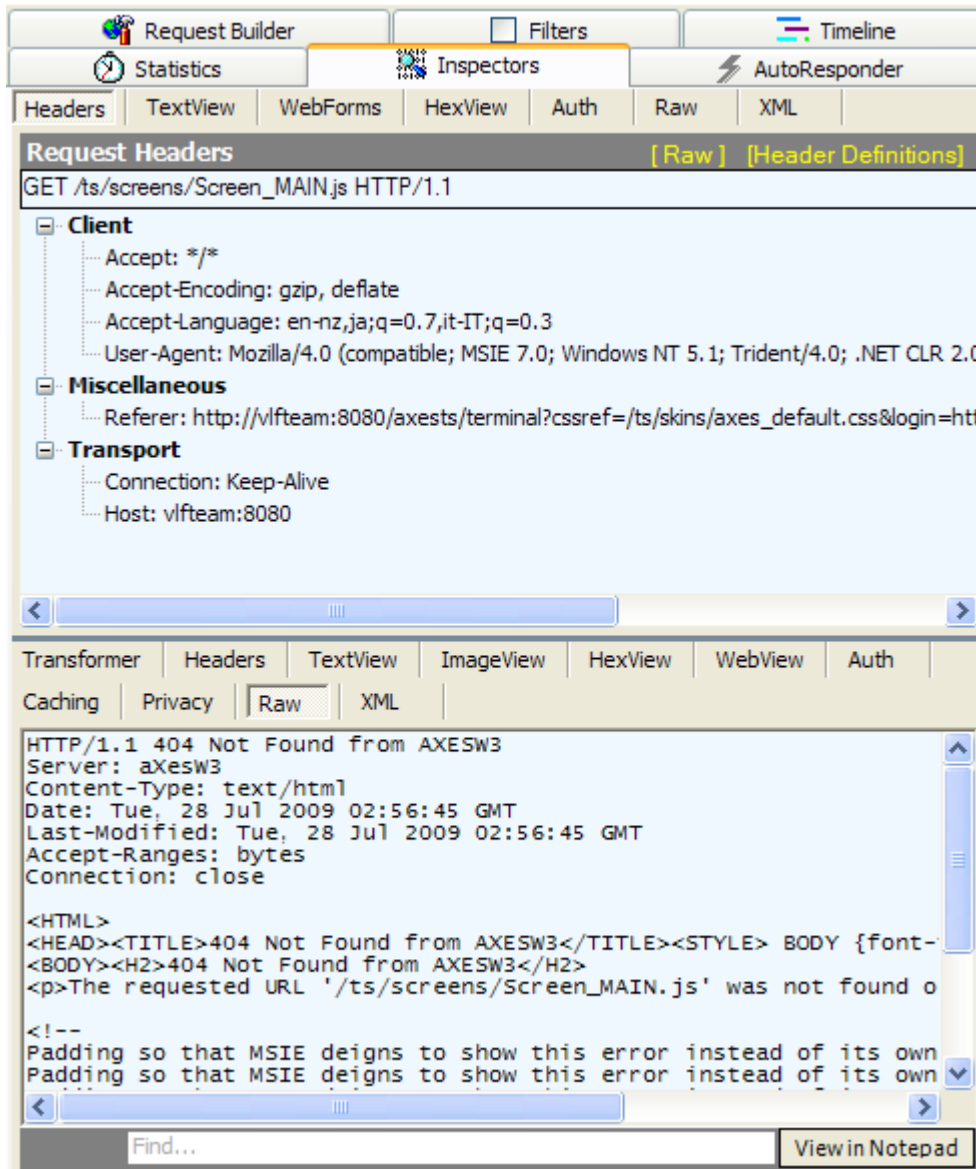 Request Builder
Filters
Timeline
Statistics
Inspectors
AutoResponder
Headers TextView WebForms HexView Auth Raw XML
Request Headers [ Raw ] [Header Definitions]
GET /ts/screens/Screen_MAIN.js HTTP/1.1
Client
Accept: */*
Accept-Encoding: gzip, deflate
Accept-Language: en-nz,ja;q=0.7,it-IT;q=0.3
User-Agent: Mozilla/4.0 (compatible; MSIE 7.0; Windows NT 5.1; Trident/4.0; .NET CLR 2.0
Miscellaneous
Referer: http://vlfteam:8080/axests/terminal?cssref=/ts/skins/axes_default.css&login=htt
Transport
Connection: Keep-Alive
Host: vlfteam:8080
Transformer Headers TextView ImageView HexView WebView Auth
Caching Privacy Raw XML
HTTP/1.1 404 Not Found from AXESW3
Server: aXesW3
Content-Type: text/html
Date: Tue, 28 Jul 2009 02:56:45 GMT
Last-Modified: Tue, 28 Jul 2009 02:56:45 GMT
Accept-Ranges: bytes
Connection: close
<HTML>
<HEAD><TITLE>404 Not Found from AXESW3</TITLE><STYLE> BODY {font-
<BODY><H2>404 Not Found from AXESW3</H2>
<p>The requested URL '/ts/screens/Screen_MAIN.js' was not found o
<!--
Padding so that MSIE deigns to show this error instead of its own
Padding so that MSIE deigns to show this error instead of its own
Find...
View in Notepad